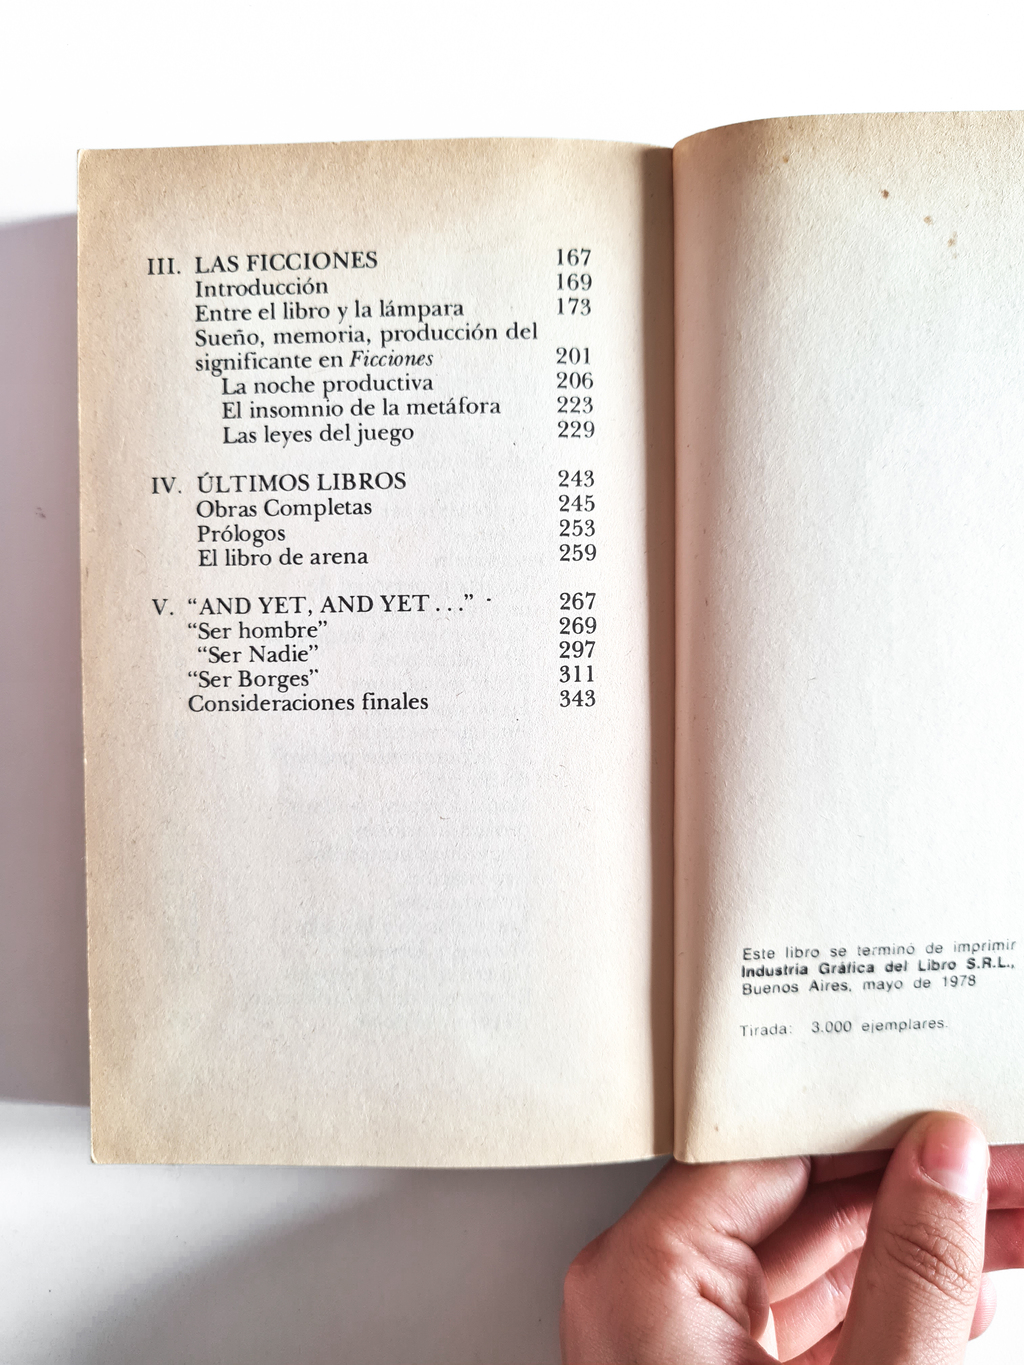 III. LAS FICCIONES 167
Introducción 169
Entre el libro y la lámpara 173
Sueño, memoria, producción del
significante en Ficciones 201
La noche productiva 206
El insomnio de la metáfora 223
Las leyes del juego 229
IV. ÚLTIMOS LIBROS 243
Obras Completas 245
Prólogos 253
El libro de arena 259
V. “AND YET, AND YET . . .” 267
“Ser hombre” 269
“Ser Nadie” 297
“Ser Borges” 311
Consideraciones finales 343
Este libro se terminó de imprimir
Industria Gráfica del Libro S.R.L.,
Buenos Aires, mayo de 1978
Tirada: 3.000 ejemplares.